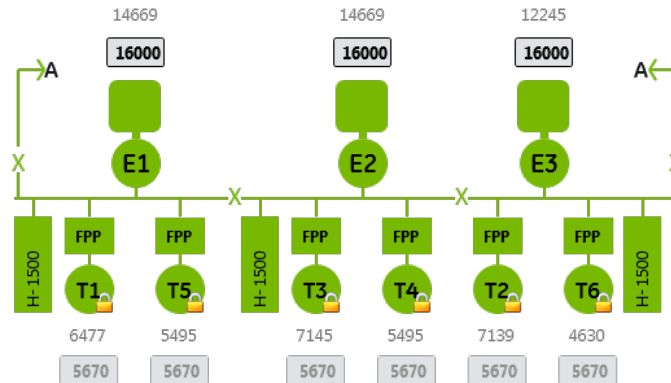 14669 14669 12245
16000 16000 16000
A A
E1 E2 E3
X X X X
FPP FPP FPP FPP FPP FPP
H-1500 H-1500 H-1500
T1 T5 T3 T4 T2 T6
6477 5495 7145 5495 7139 4630
5670 5670 5670 5670 5670 5670